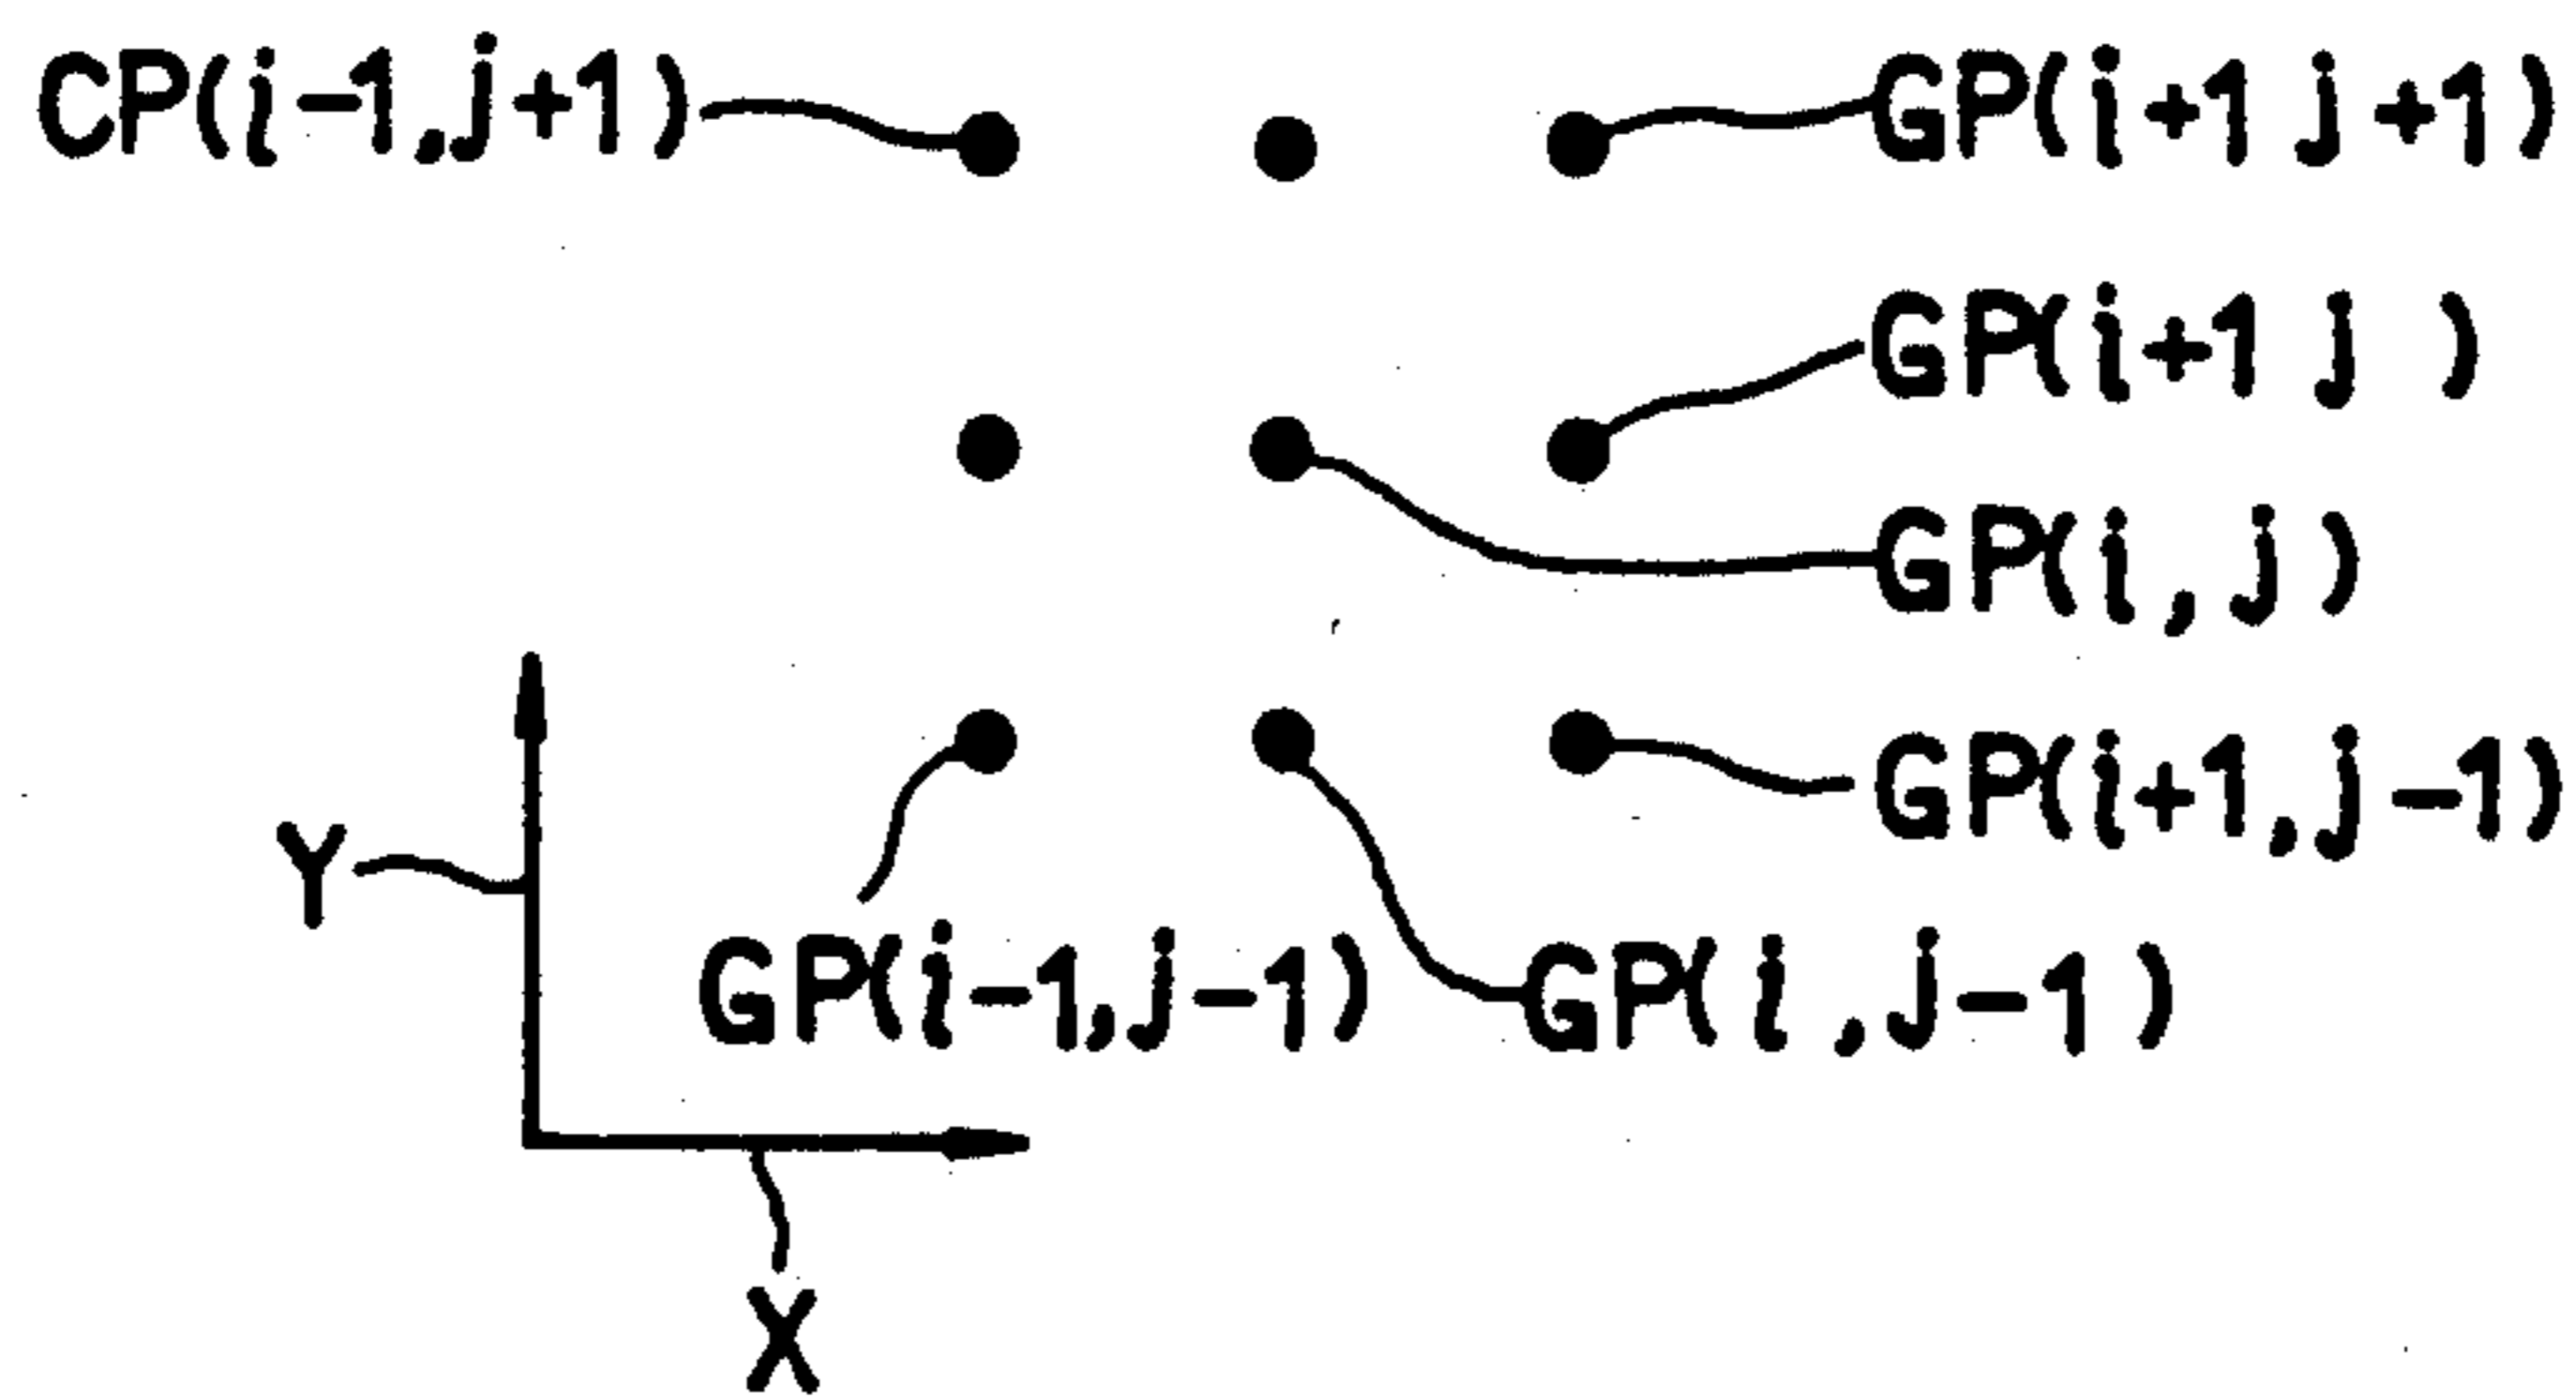 CP(i-1,j+1)
GP(i+1 j+1)
GP(i+1 j )
GP(i,j)
GP(i+1,j-1)
Y
GP(i-1,j-1)
GP(i,j-1)
X